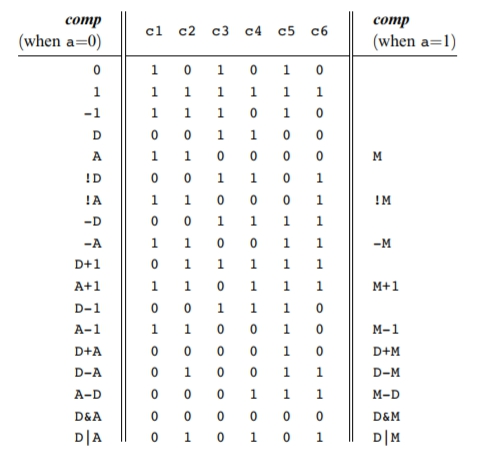 comp comp
(when a=0) c1 c2 c3 c4 c5 c6 (when a=1)
0 1 0 1 0 1 0
1 1 1 1 1 1 1
-1 1 1 1 0 1 0
D 0 0 1 1 0 0
A 1 1 0 0 0 0 M
!D 0 0 1 1 0 1
!A 1 1 0 0 0 1 !M
-D 0 0 1 1 1 1
-A 1 1 0 0 1 1 -M
D+1 0 1 1 1 1 1
A+1 1 1 0 1 1 1 M+1
D-1 0 0 1 1 1 0
A-1 1 1 0 0 1 0 M-1
D+A 0 0 0 0 1 0 D+M
D-A 0 1 0 0 1 1 D-M
A-D 0 0 0 1 1 1 M-D
D&A 0 0 0 0 0 0 D&M
D|A 0 1 0 1 0 1 D|M